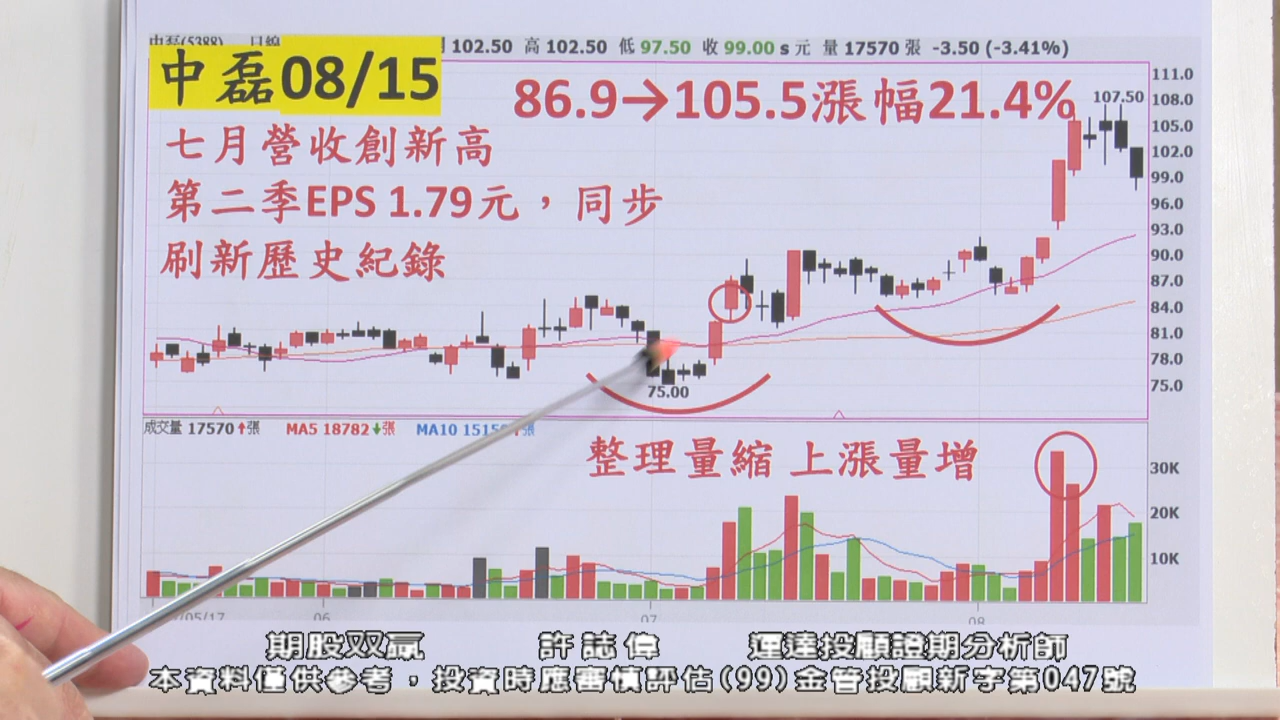 102.50 高 102.50 低 97.50 收 99.00 s 元 量 17570 張 -3.50 (-3.41%)
中磊08/15
86.9→105.5漲幅21.4%
七月營收創新高
第二季EPS 1.79元，同步
刷新歷史紀錄
107.50
75.00
111.0
108.0
105.0
102.0
99.0
96.0
93.0
90.0
87.0
84.0
81.0
78.0
75.0
成交量 17570↑張 MA5 18782↓張 MA10
整理量縮 上漲量增
30K
20K
10K
06
07
08
期股双贏 許誌偉 運達投顧證期分析師
本資料僅供參考，投資時應審慎評估(99)金管投顧新字第047號